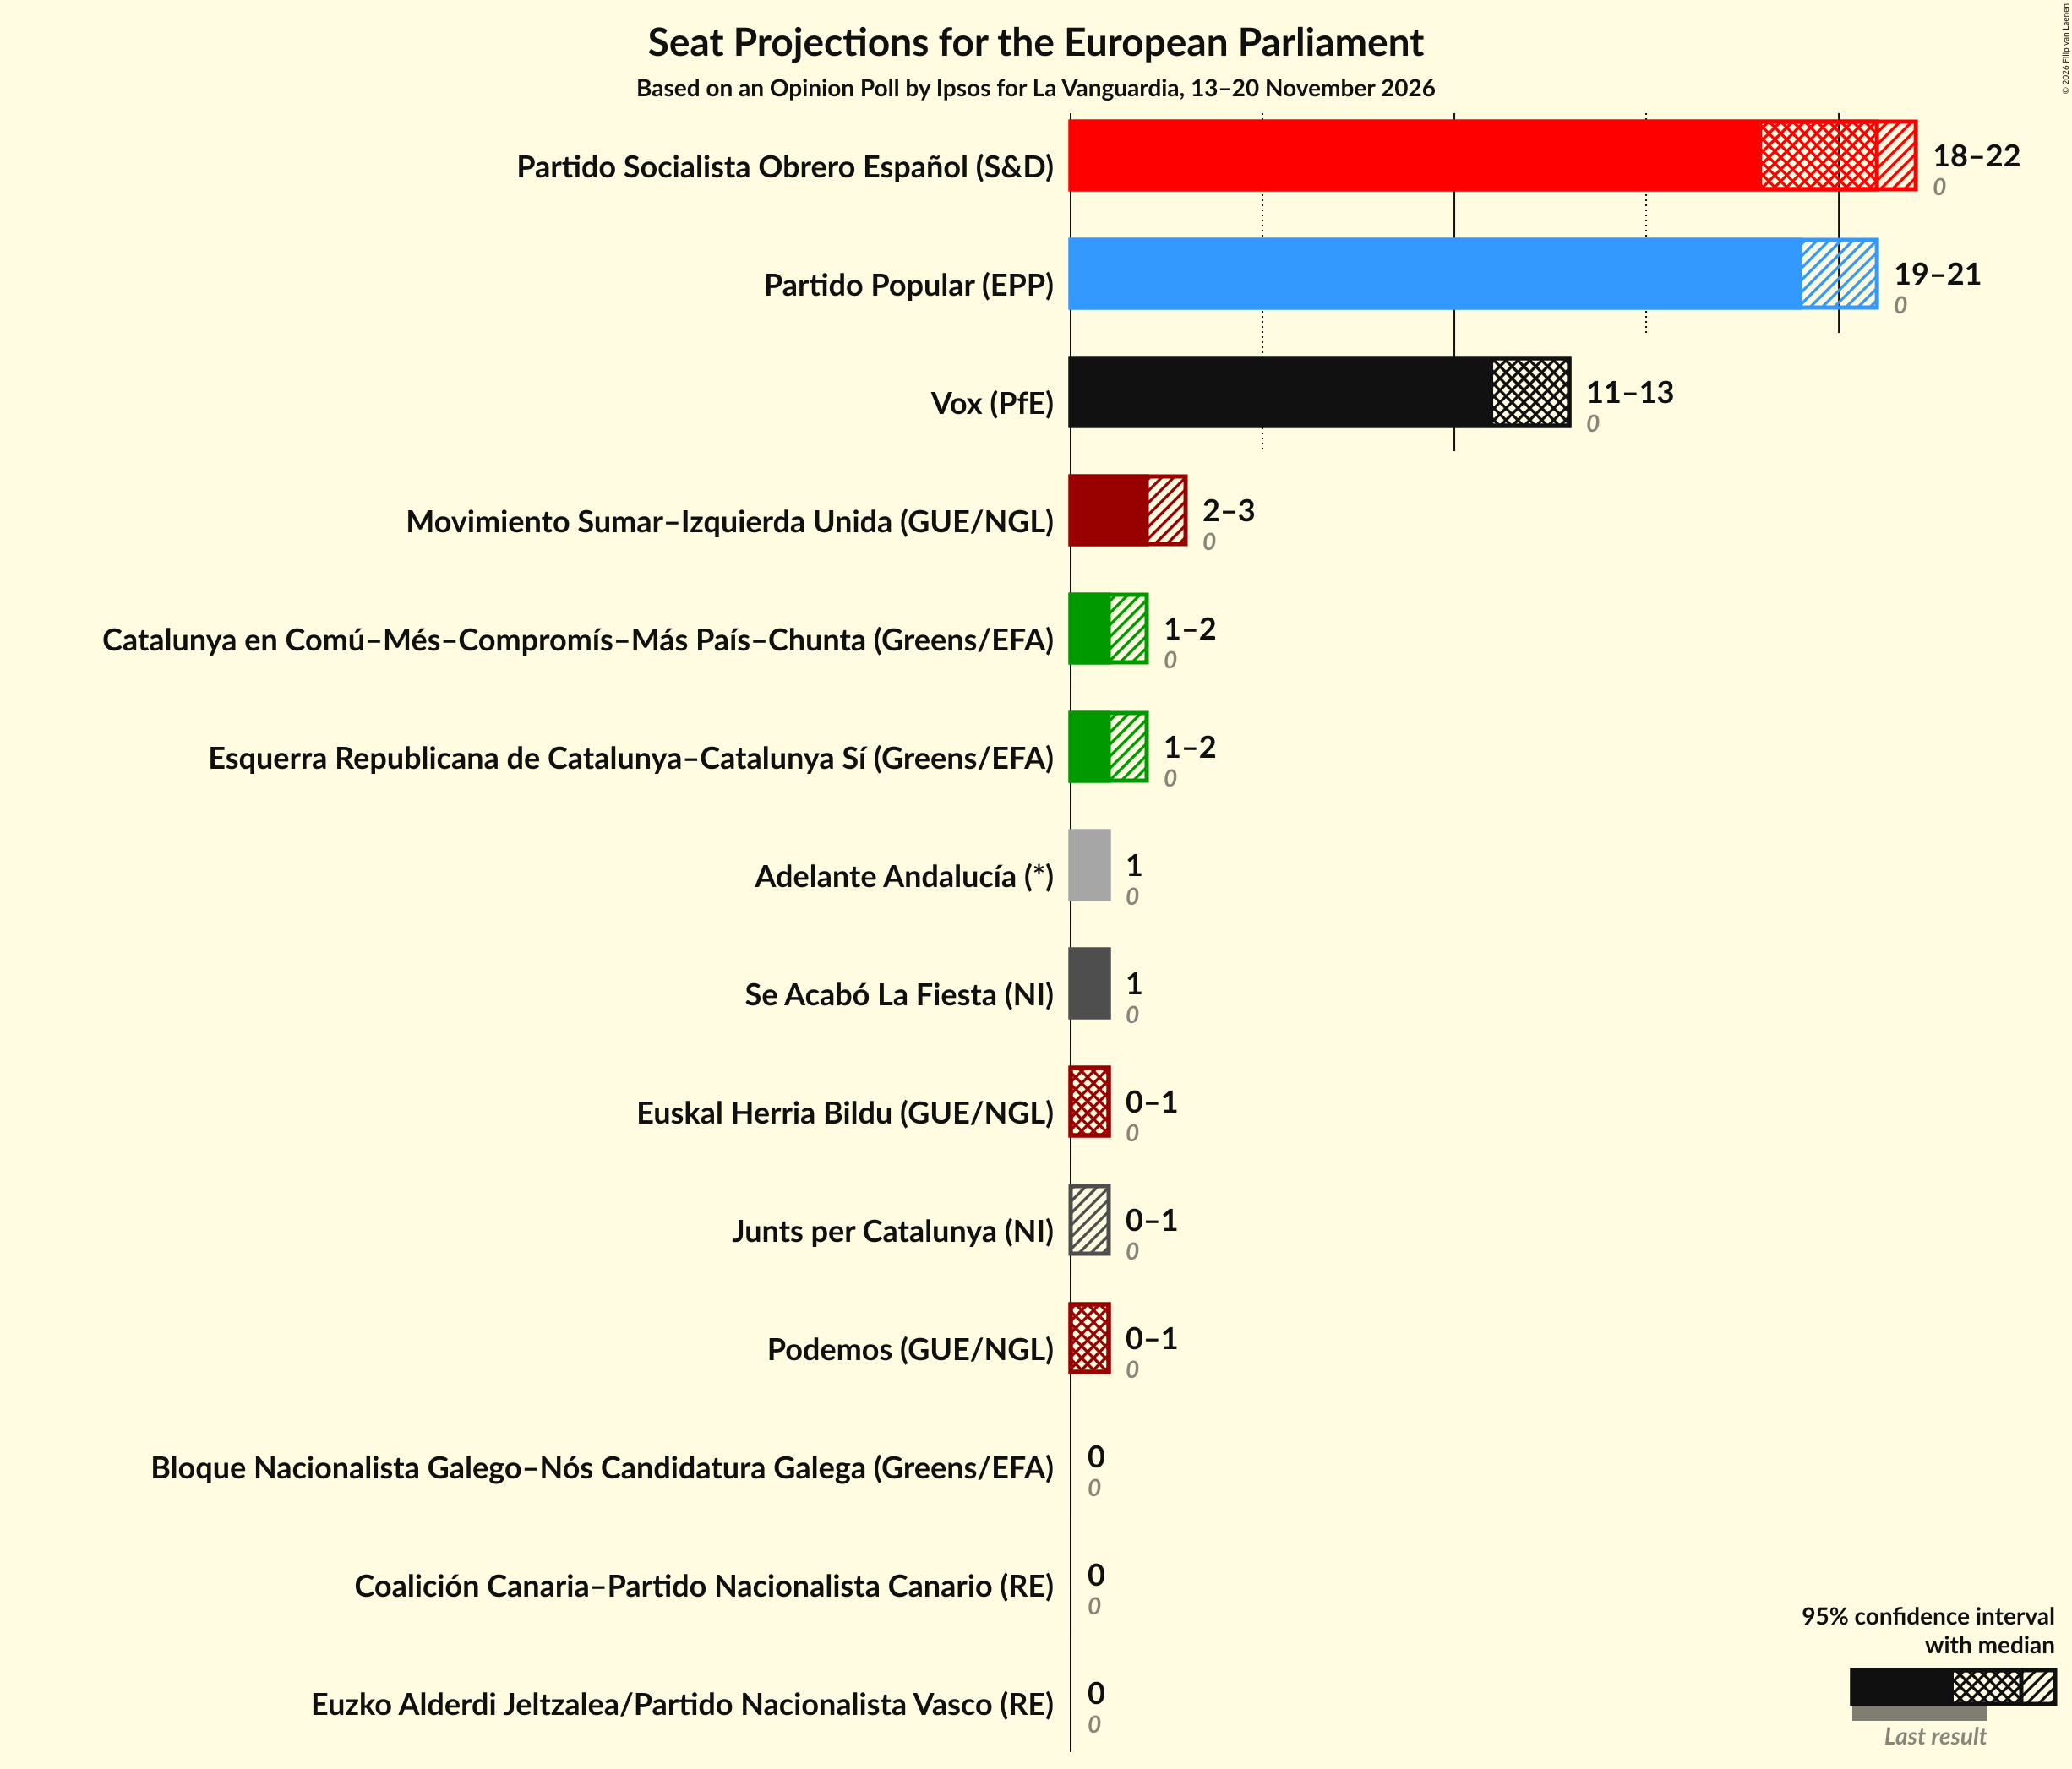 Seat Projections for the European Parliament
Based on an Opinion Poll by Ipsos for La Vanguardia, 13–20 November 2026
© 2026 Filip van Laenen
Partido Socialista Obrero Español (S&D)
18–22
0
Partido Popular (EPP)
19–21
0
Vox (PfE)
11–13
0
Movimiento Sumar–Izquierda Unida (GUE/NGL)
2–3
0
Catalunya en Comú–Més–Compromís–Más País–Chunta (Greens/EFA)
1–2
0
Esquerra Republicana de Catalunya–Catalunya Sí (Greens/EFA)
1–2
0
Adelante Andalucía (*)
1
0
Se Acabó La Fiesta (NI)
1
0
Euskal Herria Bildu (GUE/NGL)
0–1
0
Junts per Catalunya (NI)
0–1
0
Podemos (GUE/NGL)
0–1
0
Bloque Nacionalista Galego–Nós Candidatura Galega (Greens/EFA)
0
0
Coalición Canaria–Partido Nacionalista Canario (RE)
0
0
Euzko Alderdi Jeltzalea/Partido Nacionalista Vasco (RE)
0
0
95% confidence interval
with median
Last result